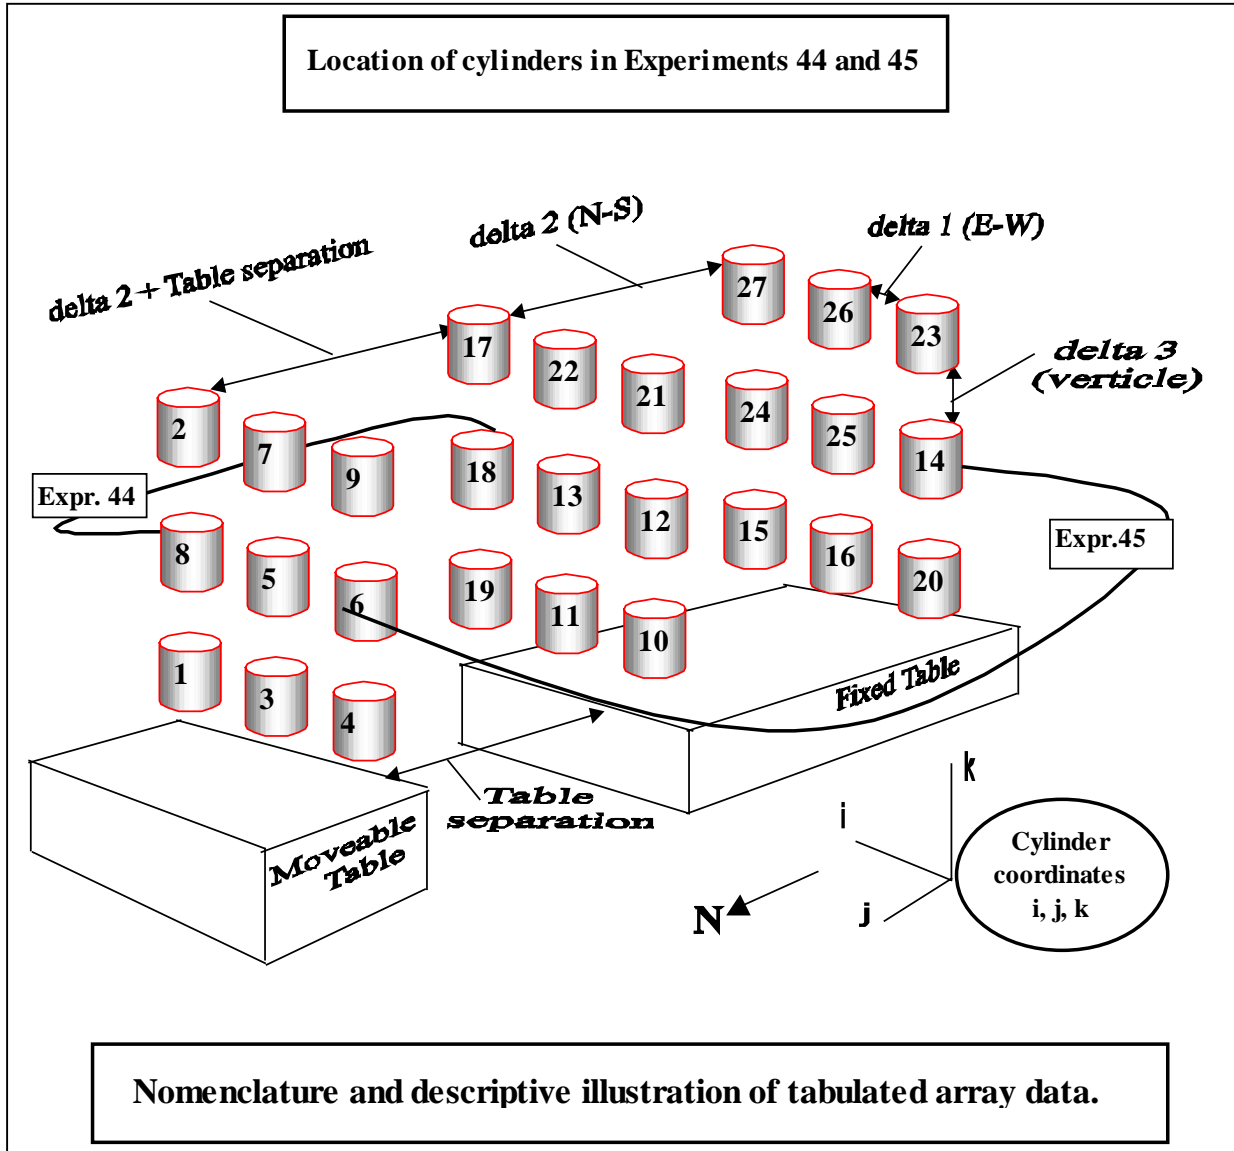 Location of cylinders in Experiments 44 and 45
delta 2 + Table separation
delta 2 (N-S)
delta 1 (E-W)
delta 3
(verticle)
27
26
23
17
22
21
24
25
14
2
7
9
18
13
12
15
16
20
Expr. 44
Expr.45
8
5
6
19
11
10
1
3
4
Fixed Table
Table
separation
Moveable
Table
N
i
j
k
Cylinder
coordinates
i, j, k
Nomenclature and descriptive illustration of tabulated array data.